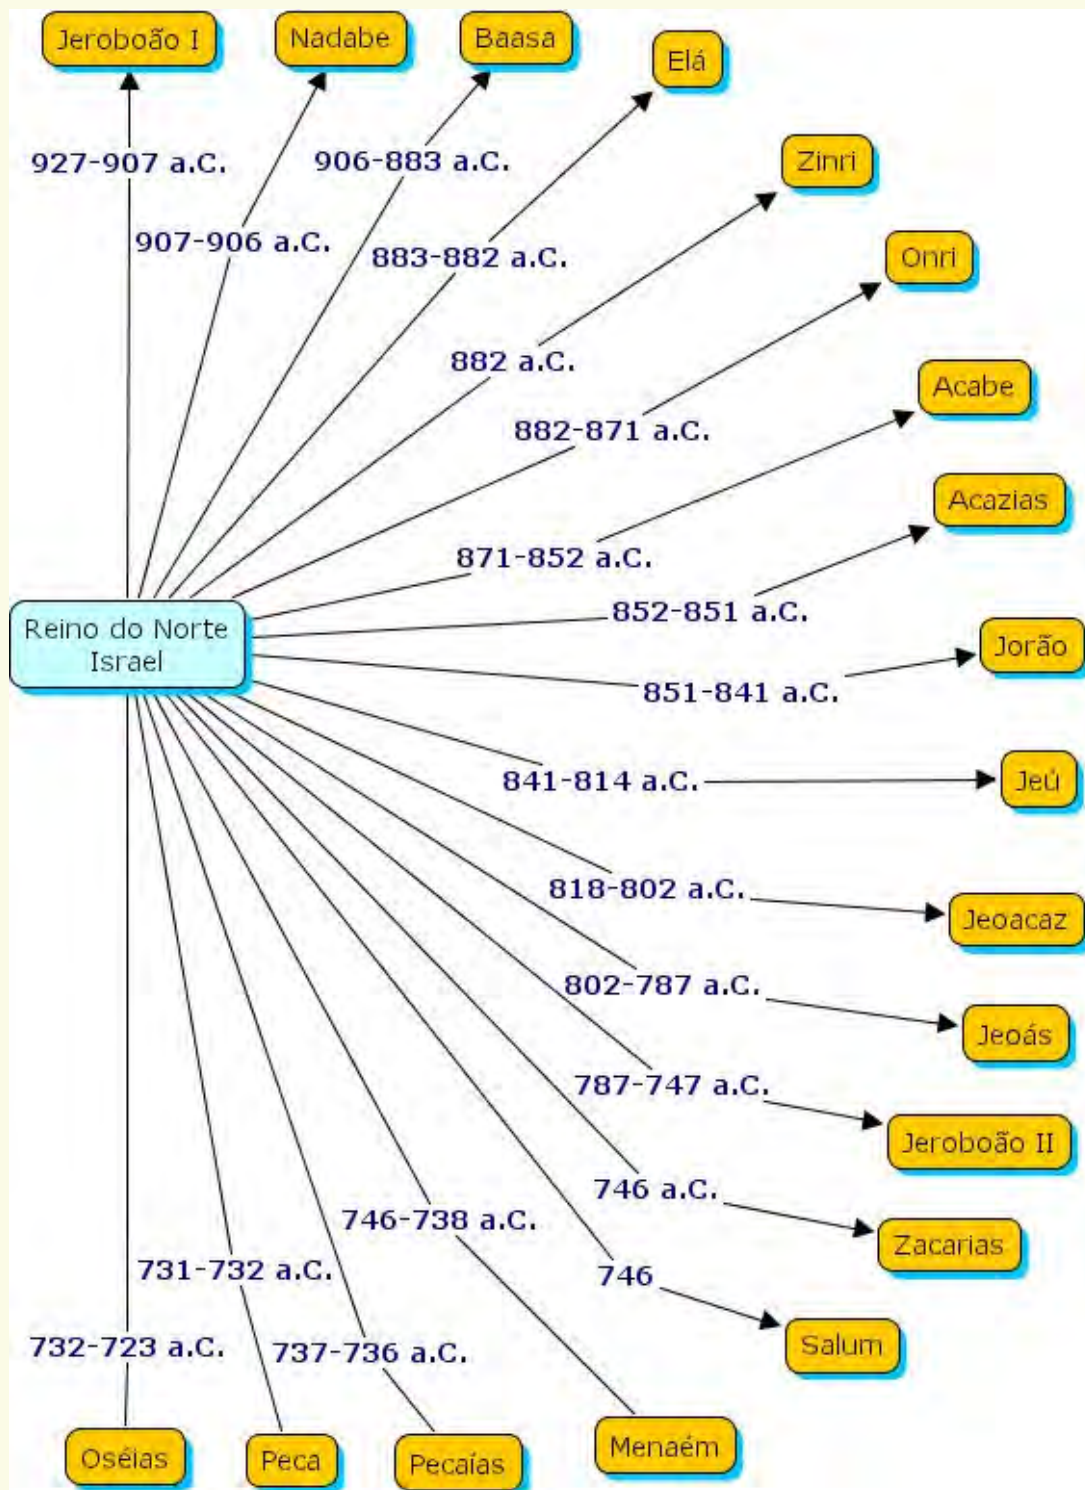 Jeroboão I
Nadabe
Baasa
Elá
927-907 a.C.
906-883 a.C.
Zinri
907-906 a.C.
883-882 a.C.
Onri
882 a.C.
Acabe
882-871 a.C.
Acazias
871-852 a.C.
852-851 a.C.
Reino do Norte
Israel
Jorão
851-841 a.C.
841-814 a.C.
Jeú
818-802 a.C.
Jeoacaz
802-787 a.C.
Jeoás
787-747 a.C.
Jeroboão II
746 a.C.
746-738 a.C.
Zacarias
731-732 a.C.
746
732-723 a.C.
737-736 a.C.
Salum
Oséias
Peca
Pecaías
Menaém